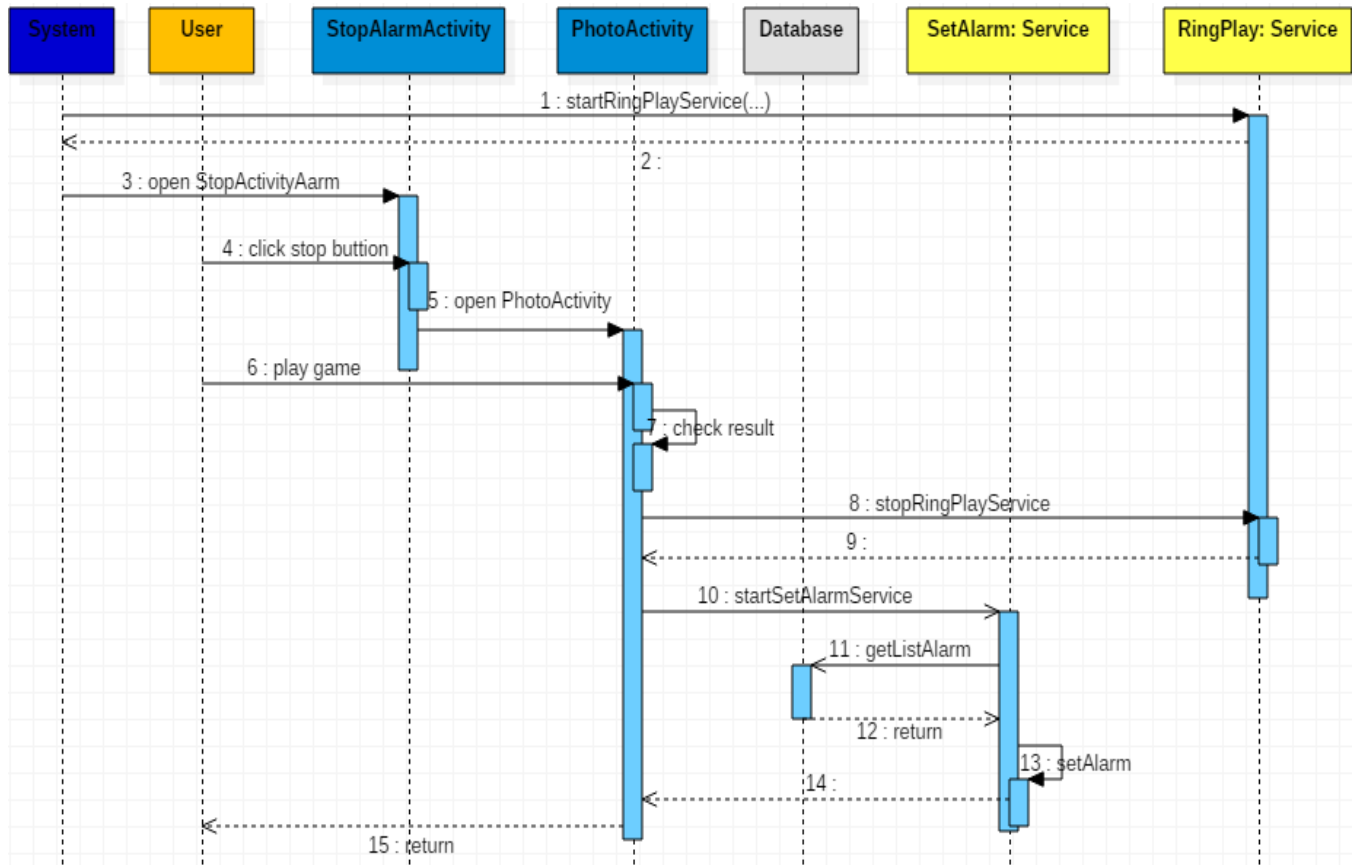 System
User
StopAlarmActivity
PhotoActivity
Database
SetAlarm: Service
RingPlay: Service
1 : startRingPlayService(...)
2 :
3 : open StopActivityAarm
4 : click stop buttion
5 : open PhotoActivity
6 : play game
7 : check result
8 : stopRingPlayService
9 :
10 : startSetAlarmService
11 : getListAlarm
12 : return
13 : setAlarm
14 :
15 : return